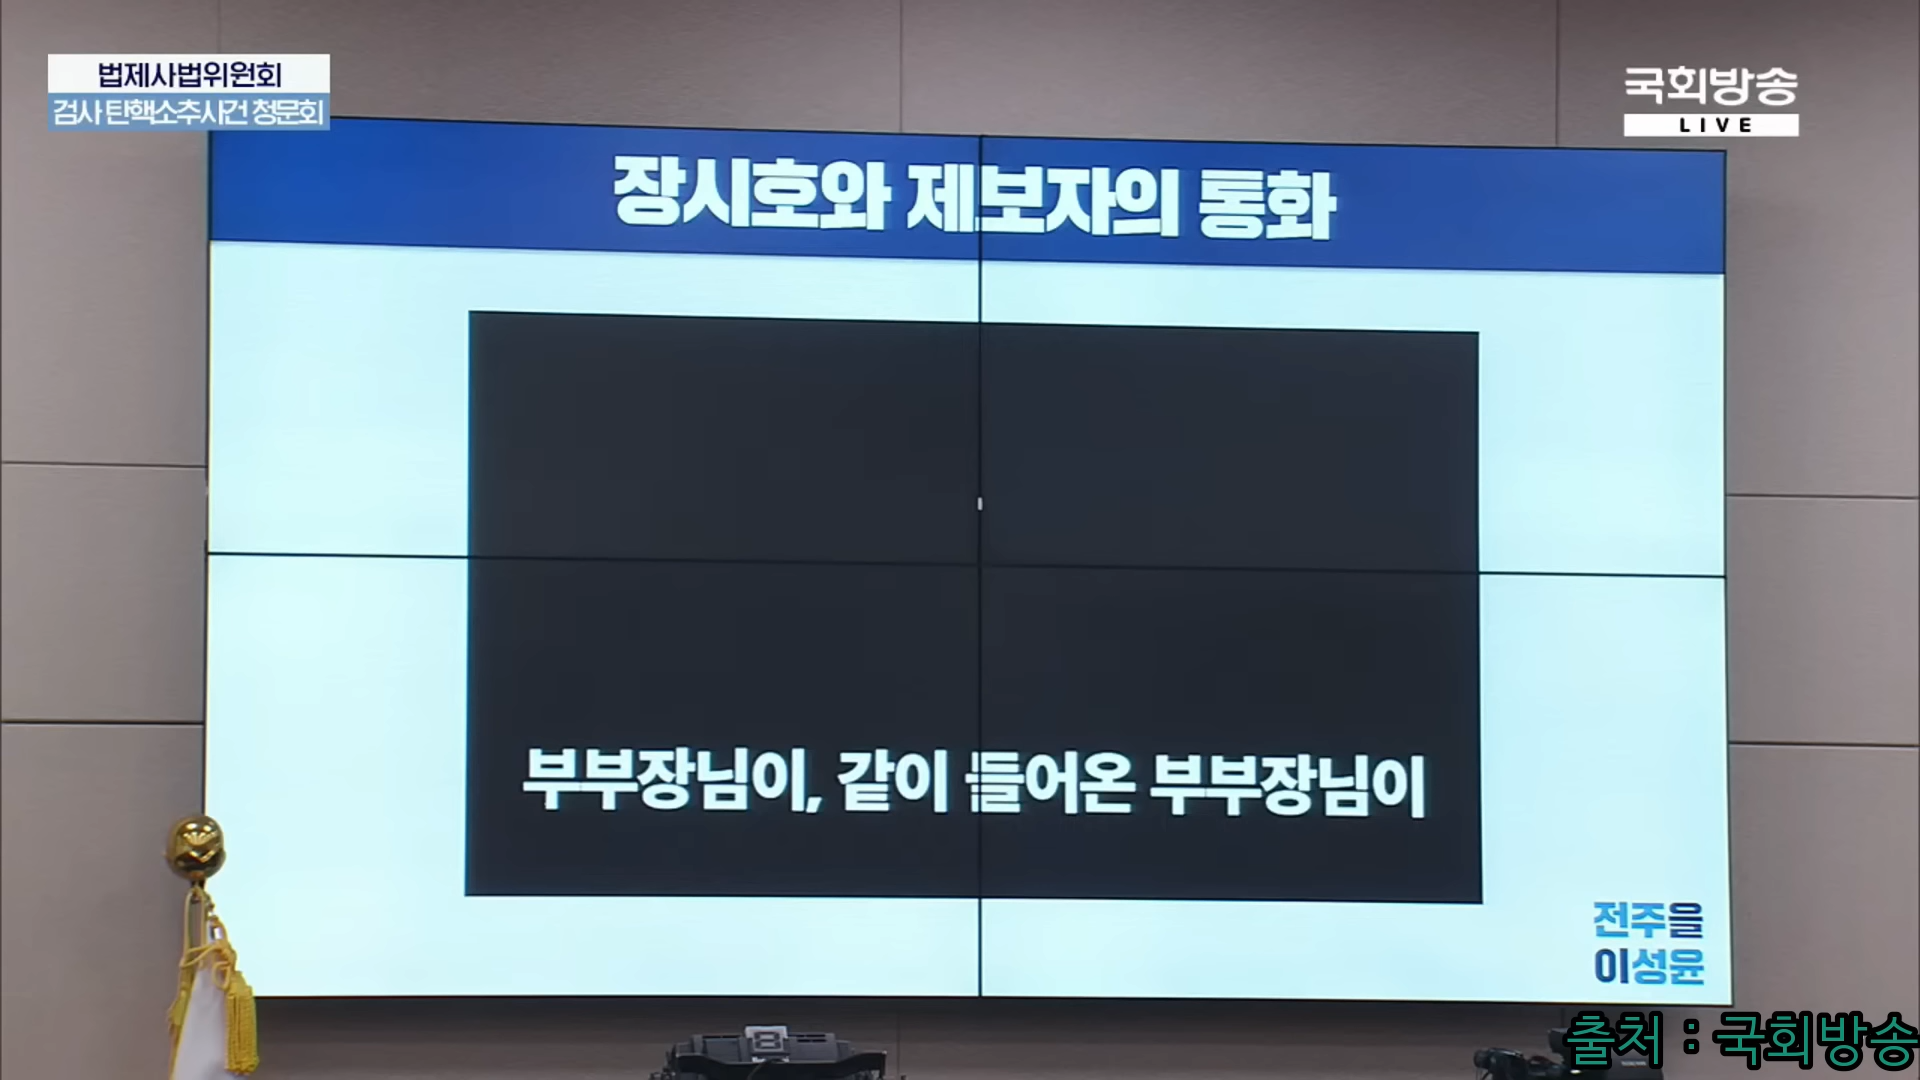 법제사법위원회
검사 탄핵소추사건 청문회
국회방송
LIVE
장시호와 제보자의 통화
부부장님이, 같이 들어온 부부장님이
전주을
이성윤
출처 : 국회방송